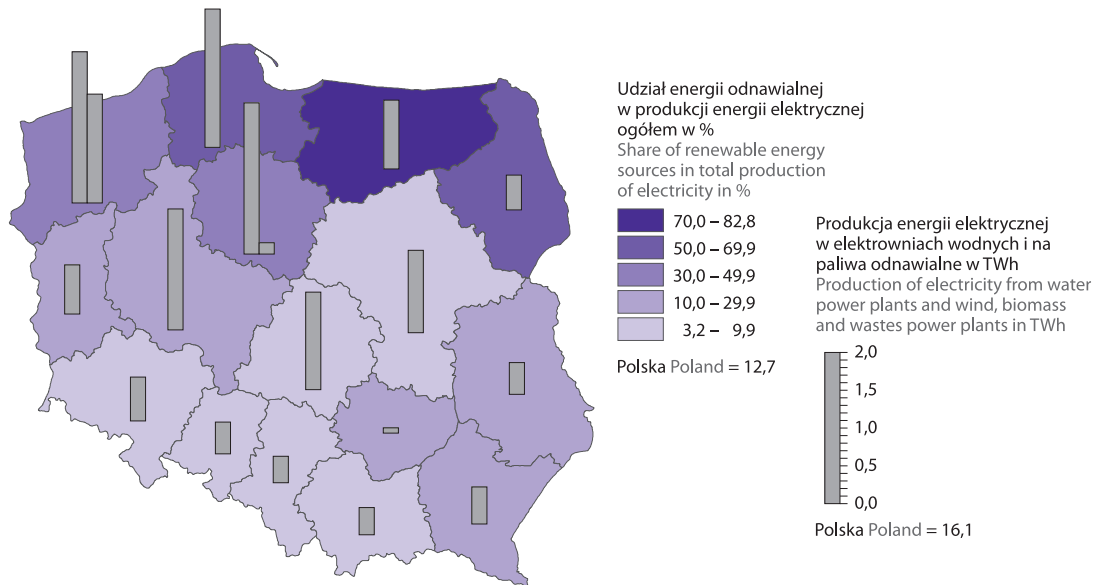 Udział energii odnawialnej
w produkcji energii elektrycznej
ogółem w %
Share of renewable energy
sources in total production
of electricity in %
70,0 – 82,8
50,0 – 69,9
30,0 – 49,9
10,0 – 29,9
3,2 – 9,9
Polska Poland = 12,7
Produkcja energii elektrycznej
w elektrowniach wodnych i na
paliwa odnawialne w TWh
Production of electricity from water
power plants and wind, biomass
and wastes power plants in TWh
2,0
1,5
1,0
0,5
0,0
Polska Poland = 16,1